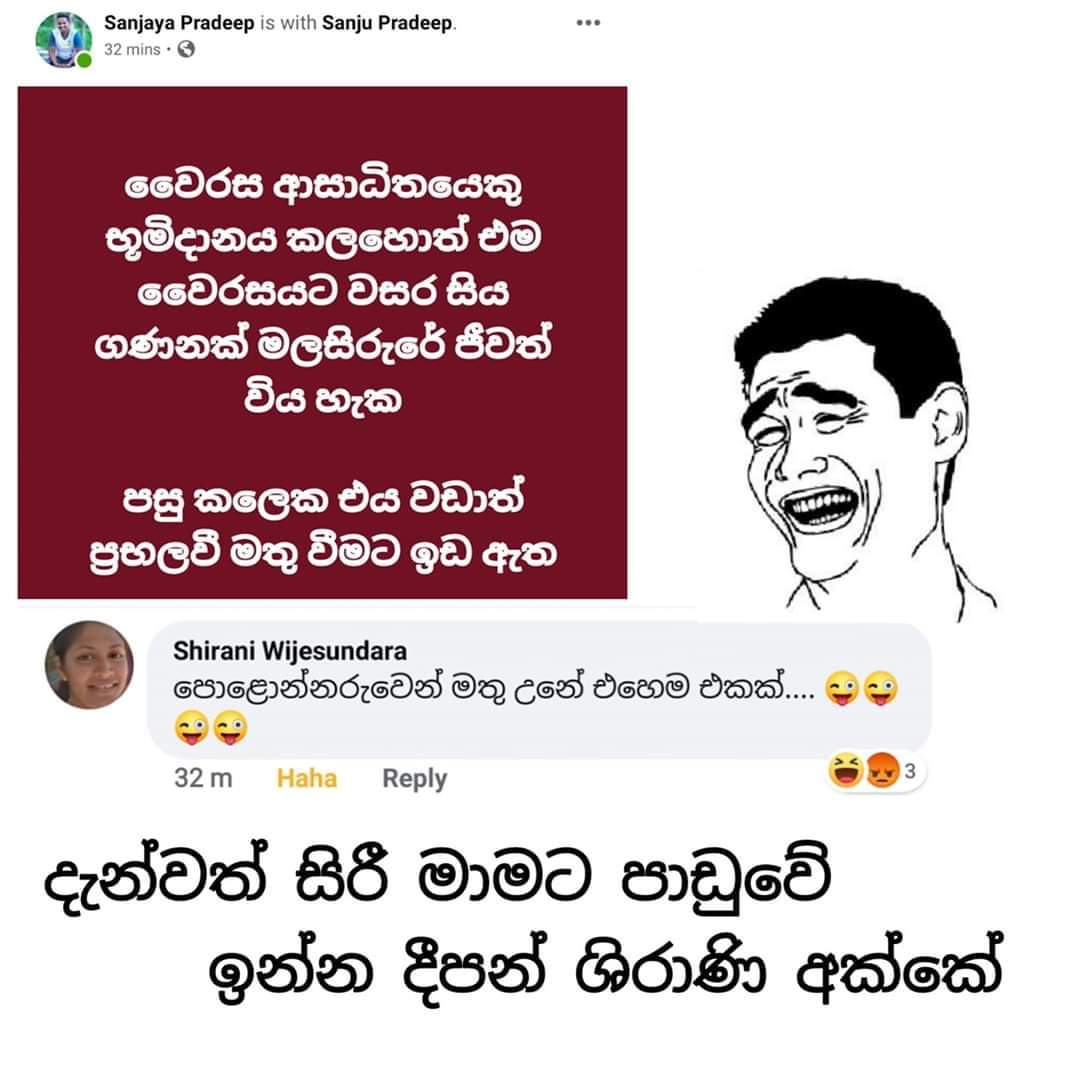 Sanjaya Pradeep is with Sanju Pradeep.
32 mins •
වෛරස ආසාධිතයෙකු
භූමිදානය කලහොත් එම
වෛරසයට වසර සිය
ගණනක් මලසිරුරේ ජීවත්
විය හැක
පසු කලෙක එය වඩාත්
ප්‍රභලවී මතු වීමට ඉඩ ඇත
Shirani Wijesundara
පොළොන්නරුවෙන් මතු උනේ එහෙම එකක්.... 😜😜
😜😜
32 m Haha Reply 3
දැන්වත් සිරී මාමට පාඩුවේ
ඉන්න දීපන් ශිරාණි අක්කේ